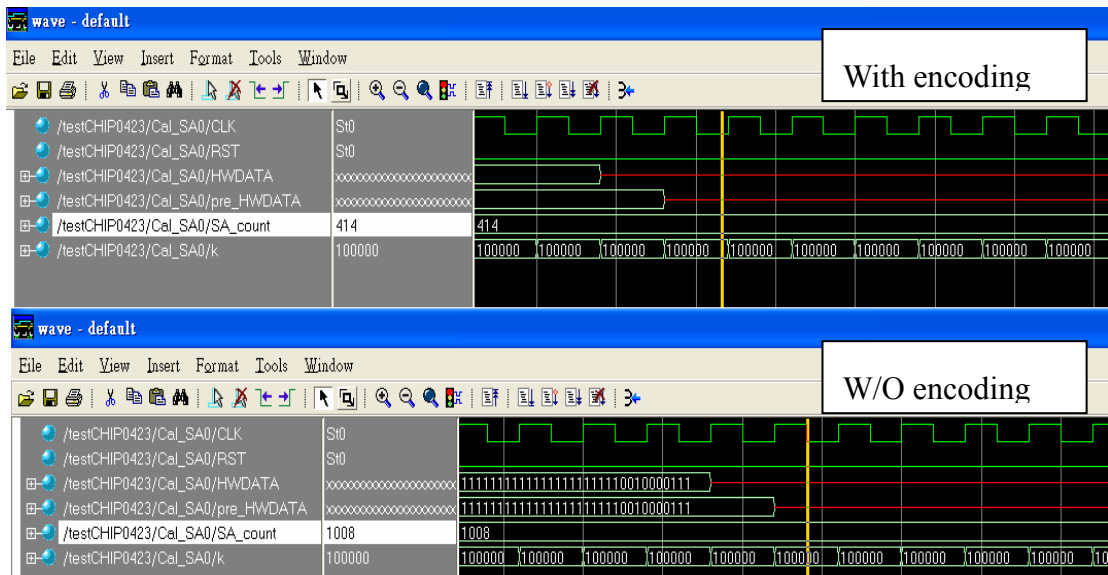 wave - default
File Edit View Insert Format Tools Window
With encoding
/testCHIP0423/Cal_SA0/CLK St0
/testCHIP0423/Cal_SA0/RST St0
/testCHIP0423/Cal_SA0/HWDATA
/testCHIP0423/Cal_SA0/pre_HWDATA
/testCHIP0423/Cal_SA0/SA_count 414 414
/testCHIP0423/Cal_SA0/k 100000 100000 100000 100000 100000 100000 100000 100000 100000 100000 100000
wave - default
File Edit View Insert Format Tools Window
W/O encoding
/testCHIP0423/Cal_SA0/CLK St0
/testCHIP0423/Cal_SA0/RST St0
/testCHIP0423/Cal_SA0/HWDATA
/testCHIP0423/Cal_SA0/pre_HWDATA
/testCHIP0423/Cal_SA0/SA_count 1008 1008
/testCHIP0423/Cal_SA0/k 100000 100000 100000 100000 100000 100000 100000 100000 100000 100000 100000 10